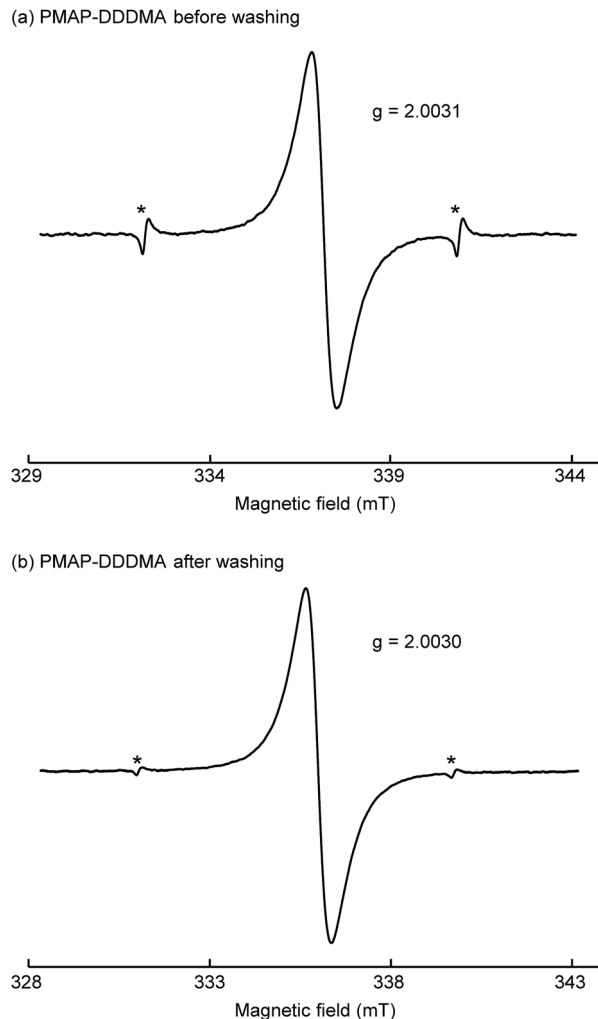 (a) PMAP-DDDMA before washing
g = 2.0031
* *
329 334 339 344
Magnetic field (mT)
(b) PMAP-DDDMA after washing
g = 2.0030
* *
328 333 338 343
Magnetic field (mT)